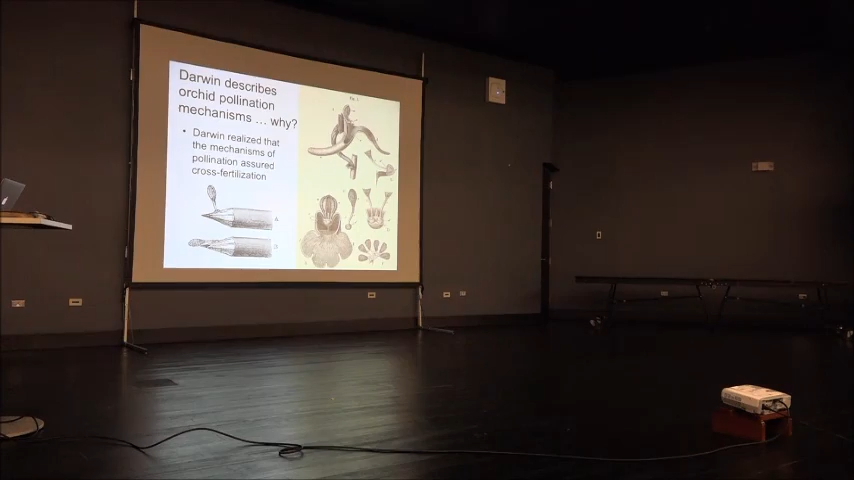 Darwin describes
orchid pollination
mechanisms ... why?
• Darwin realized that
the mechanisms of
pollination assured
cross-fertilization